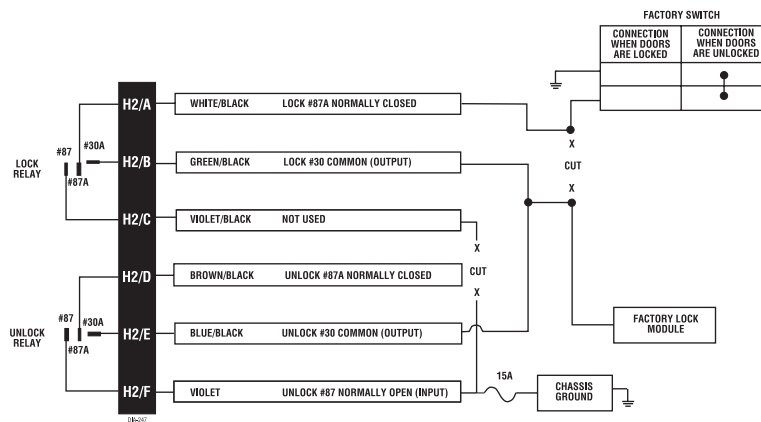 FACTORY SWITCH
CONNECTION
WHEN DOORS
ARE LOCKED
CONNECTION
WHEN DOORS
ARE UNLOCKED
H2/A
WHITE/BLACK LOCK #87A NORMALLY CLOSED
#87
#30A
LOCK
RELAY
#87A
H2/B
GREEN/BLACK LOCK #30 COMMON (OUTPUT)
X
CUT
X
H2/C
VIOLET/BLACK NOT USED
X
CUT
X
H2/D
BROWN/BLACK UNLOCK #87A NORMALLY CLOSED
#87
#30A
UNLOCK
RELAY
#87A
H2/E
BLUE/BLACK UNLOCK #30 COMMON (OUTPUT)
FACTORY LOCK
MODULE
H2/F
VIOLET UNLOCK #87 NORMALLY OPEN (INPUT)
15A
CHASSIS
GROUND
DIA-247